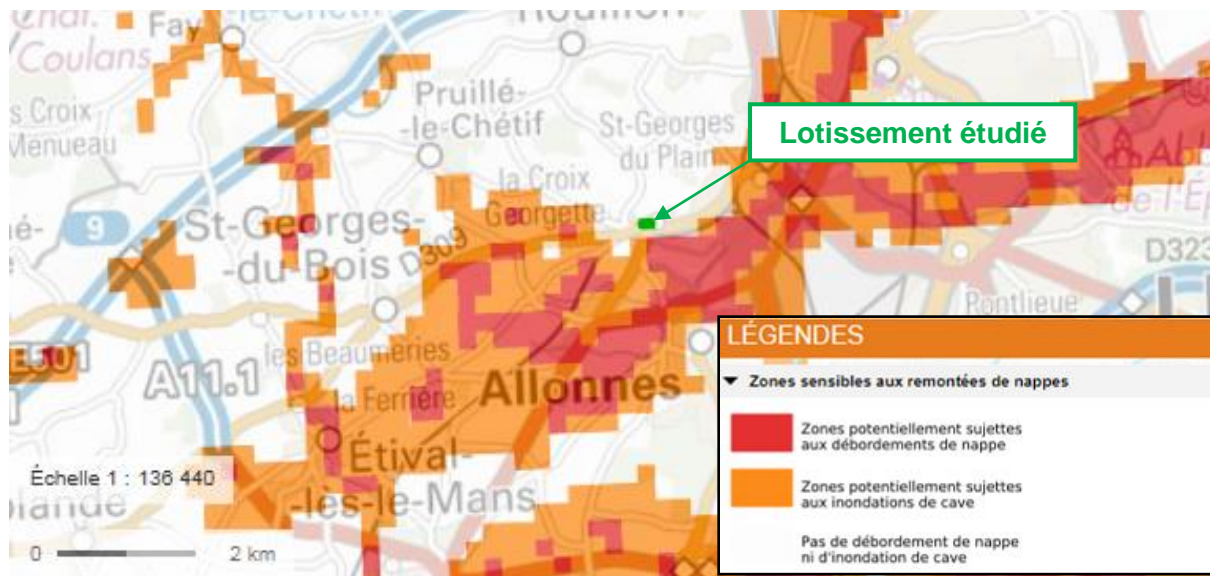 Fay
Coulans
s Croix
Ménueau
Pruillé-
-le-Chétif
St-Georges
du Plain
Lotissement étudié
la Croix
Georgette
é-
9
St-Georges-
-du-Bois
D309
D323
Pontlieue
les Beaumeries
A11.1
la Ferrière
Allonnes
Étival-
-lès-le-Mans
Échelle 1 : 136 440
0
2 km
LÉGENDES
Zones sensibles aux remontées de nappes
Zones potentiellement sujettes
aux débordements de nappe
Zones potentiellement sujettes
aux inondations de cave
Pas de débordement de nappe
ni d'inondation de cave